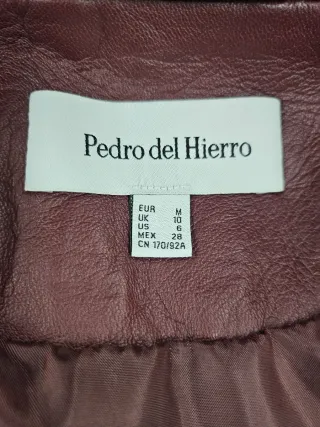 Pedro del Hierro
EUR M
UK 10
US 6
MEX 28
CN 170/92A